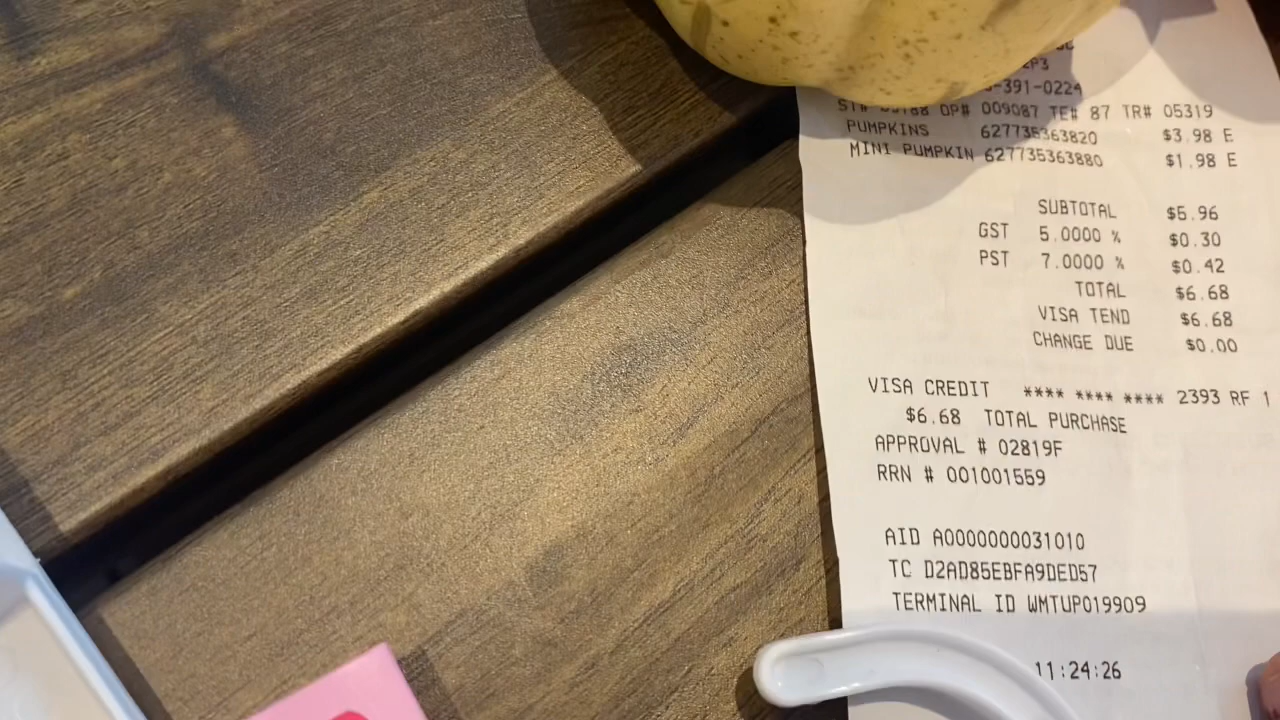 -391-0224
ST# OP# 009087 TE# 87 TR# 05319
PUMPKINS 627735363820 $3.98 E
MINI PUMPKIN 627735363880 $1.98 E
SUBTOTAL $5.96
GST 5.0000 % $0.30
PST 7.0000 % $0.42
TOTAL $6.68
VISA TEND $6.68
CHANGE DUE $0.00
VISA CREDIT **** **** **** 2393 RF 1
$6.68 TOTAL PURCHASE
APPROVAL # 02819F
RRN # 001001559
AID A0000000031010
TC D2AD85EBFA9DED57
TERMINAL ID WMTUP019909
11:24:26